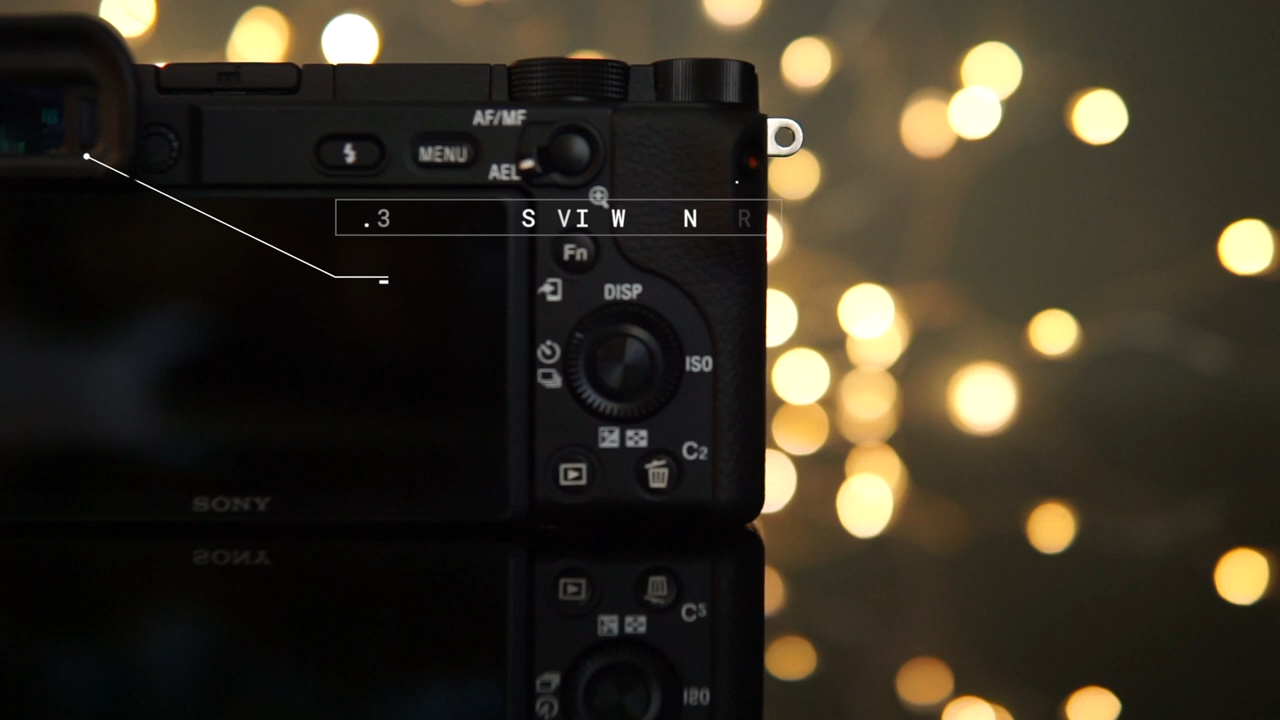 AF/MF
MENU
AEL
.3 S VI W N R
Fn
DISP
ISO
C2
SONY